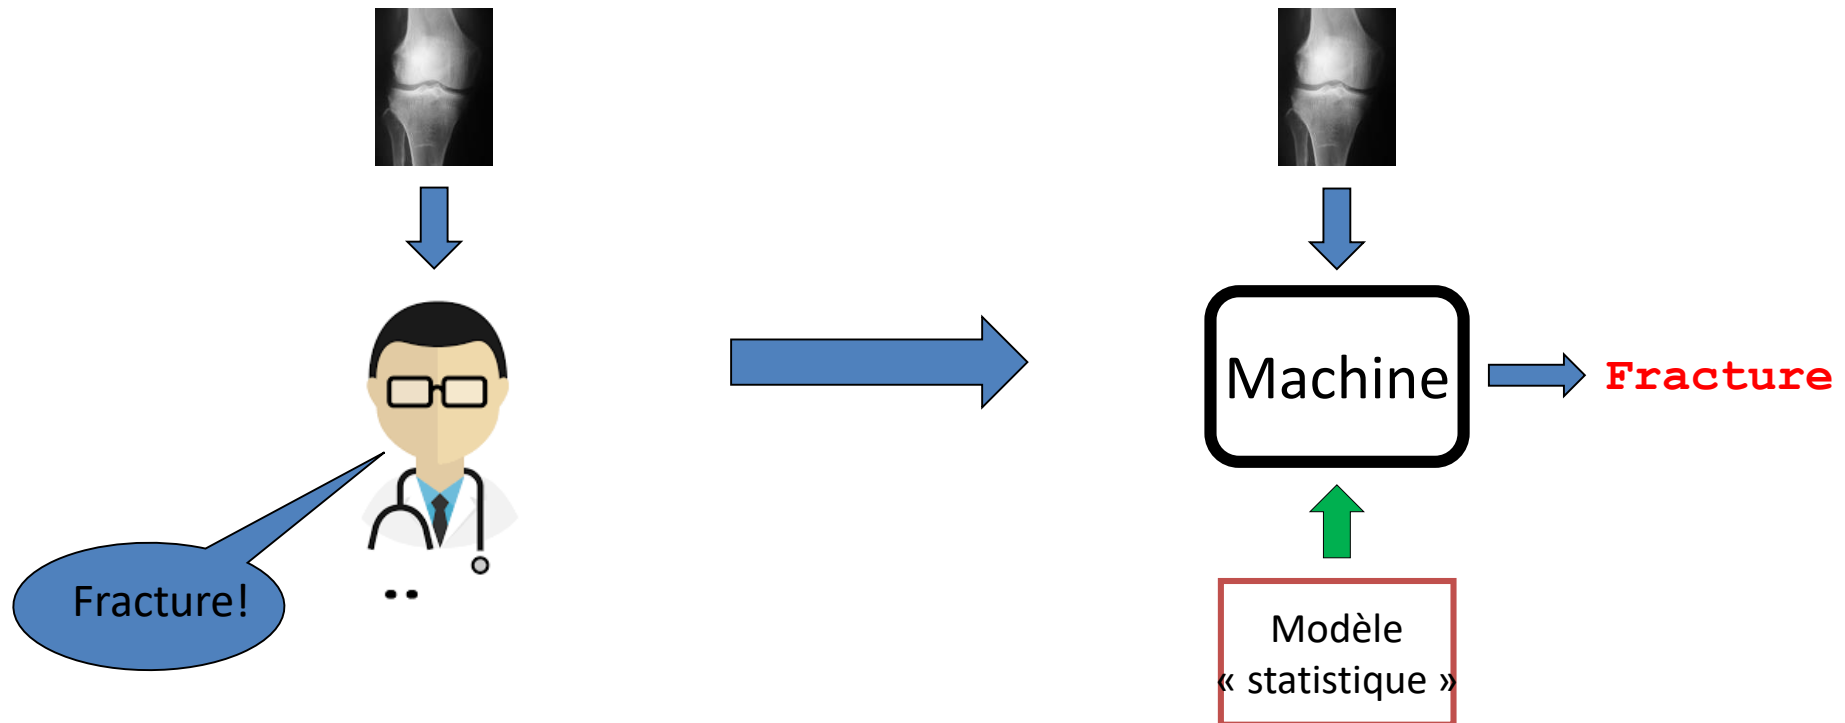 Machine
Fracture
Fracture!
Modèle
« statistique »